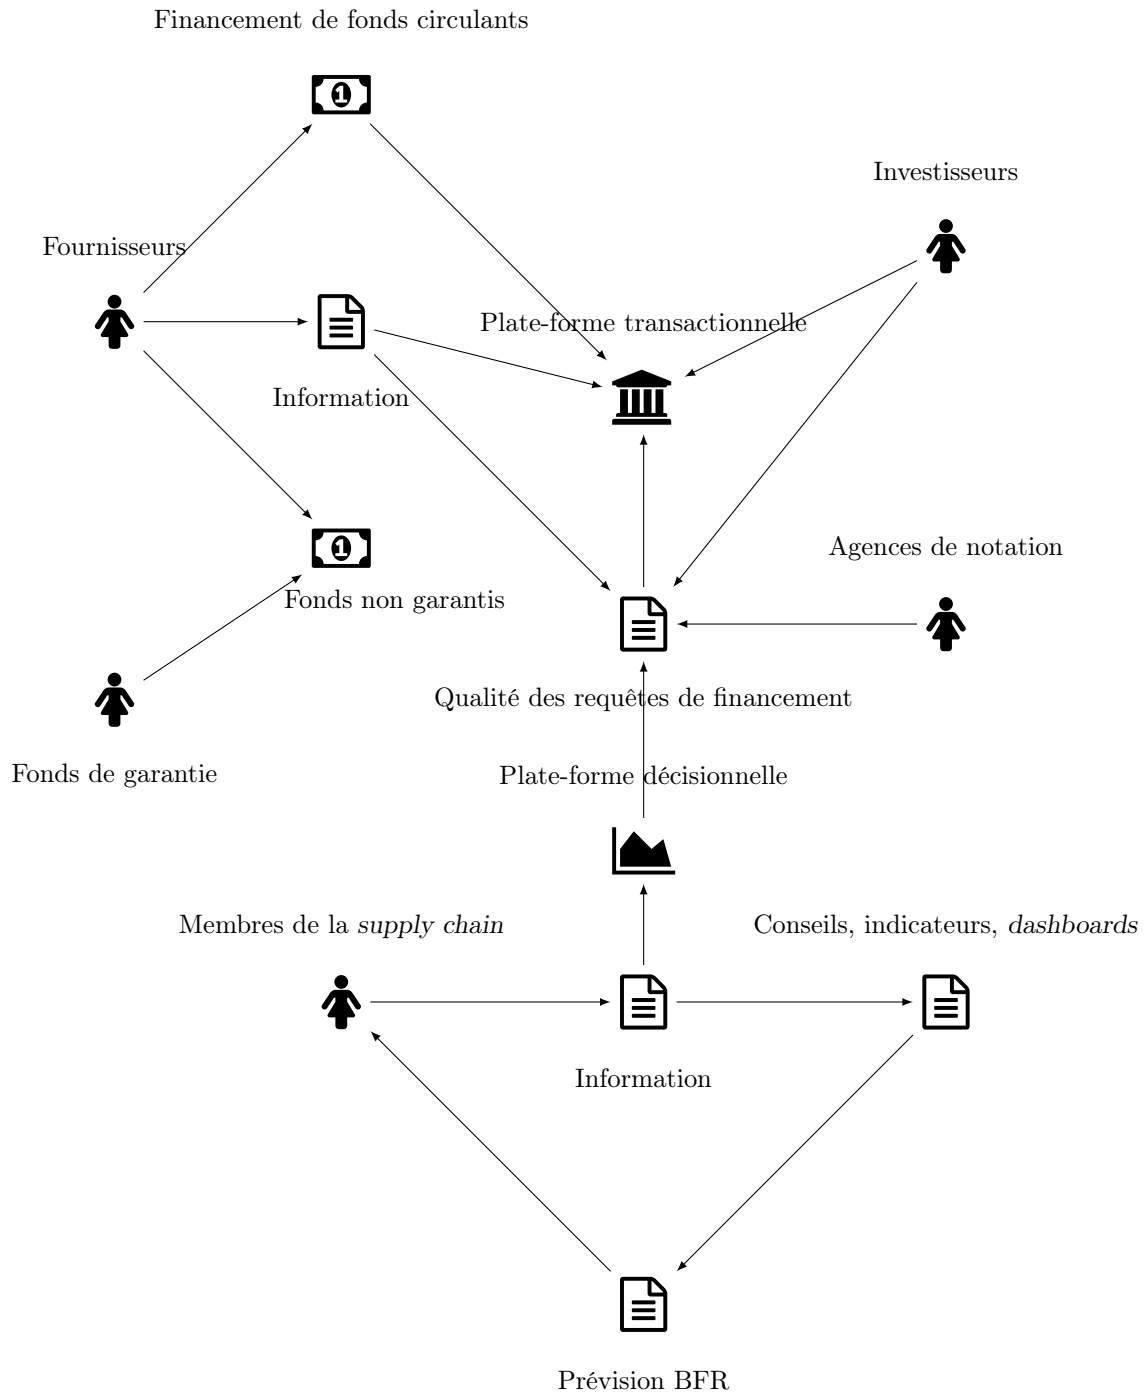 Financement de fonds circulants
Investisseurs
Fournisseurs
Plate-forme transactionnelle
Information
Agences de notation
Fonds non garantis
Qualité des requêtes de financement
Fonds de garantie
Plate-forme décisionnelle
Membres de la supply chain
Conseils, indicateurs, dashboards
Information
Prévision BFR